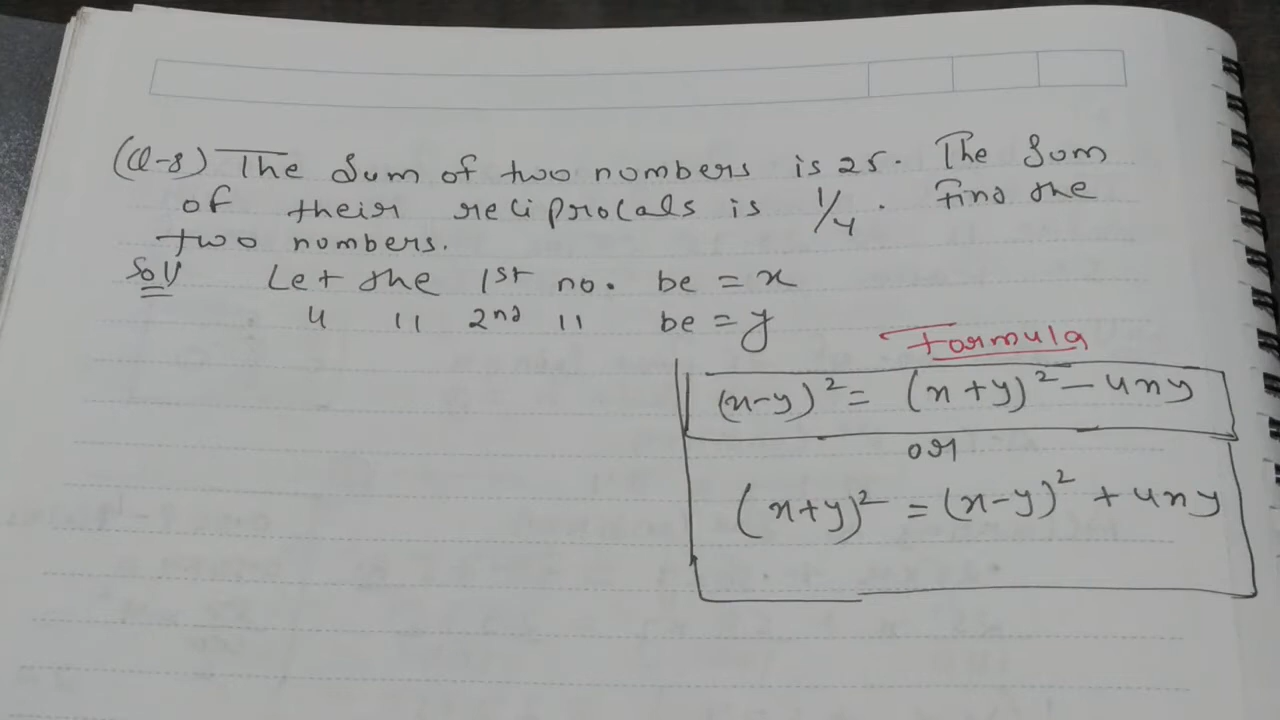 (Q-8) The Sum of two numbers is 25. The Sum
of their reciprocals is 1/4. Find the
two numbers.
Solⁿ Let the 1st no. be = x
" " 2nd " be = y
Formula
(x-y)² = (x+y)² - 4xy
or
(x+y)² = (x-y)² + 4xy